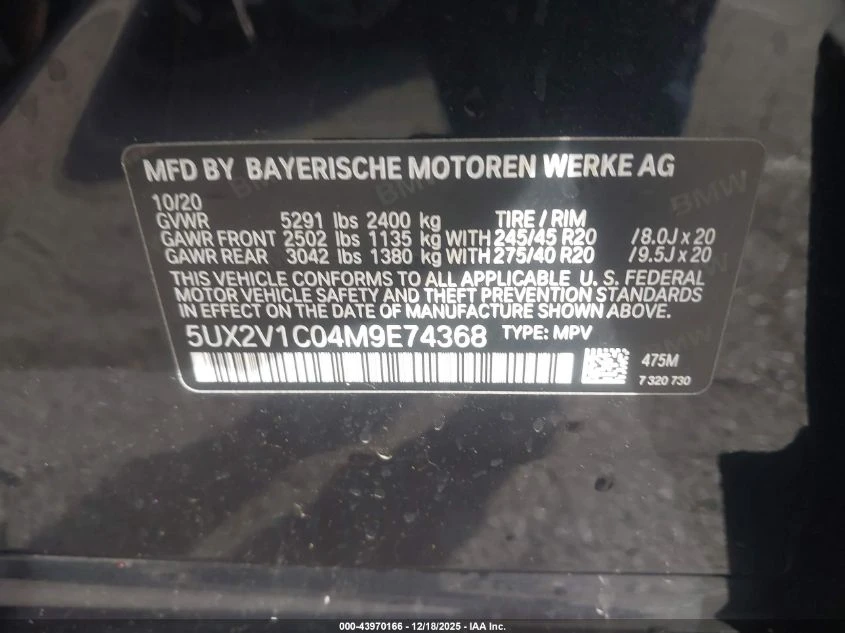 MFD BY BAYERISCHE MOTOREN WERKE AG
10/20
GVWR 5291 lbs 2400 kg TIRE / RIM
GAWR FRONT 2502 lbs 1135 kg WITH 245/45 R20 / 8.0J x 20
GAWR REAR 3042 lbs 1380 kg WITH 275/40 R20 / 9.5J x 20
THIS VEHICLE CONFORMS TO ALL APPLICABLE U. S. FEDERAL
MOTOR VEHICLE SAFETY AND THEFT PREVENTION STANDARDS
IN EFFECT ON THE DATE OF MANUFACTURE SHOWN ABOVE.
5UX2V1C04M9E74368 TYPE: MPV
475M
7 320 730
BMW
BMW
000-43970166 - 12/18/2025 - IAA Inc.